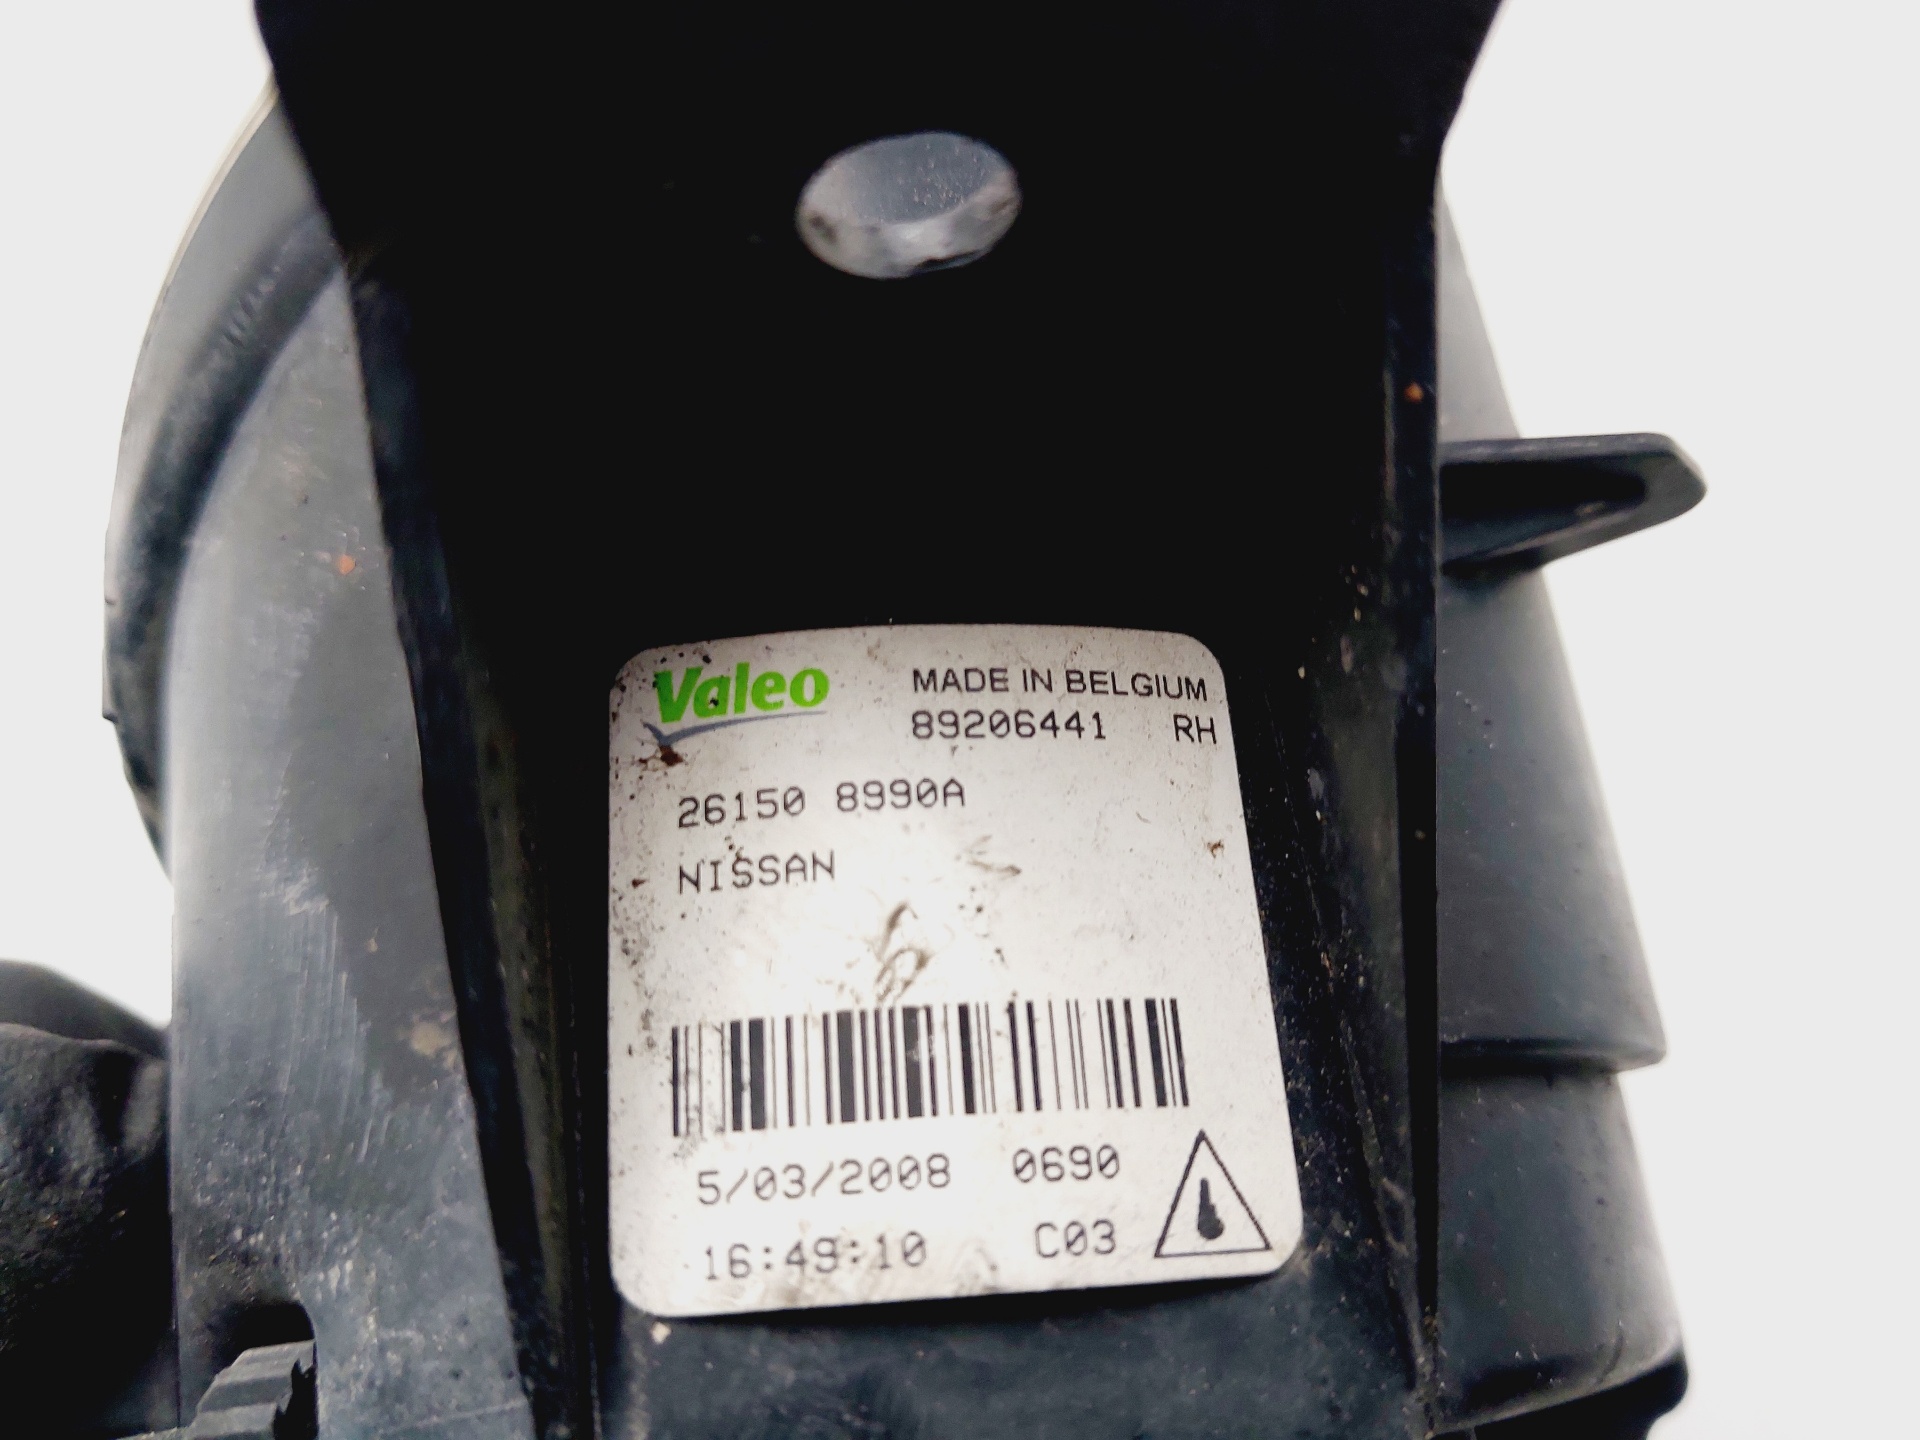 Valeo MADE IN BELGIUM
89206441 RH
26150 8990A
NISSAN
5/03/2008 0690
16:49:10 C03